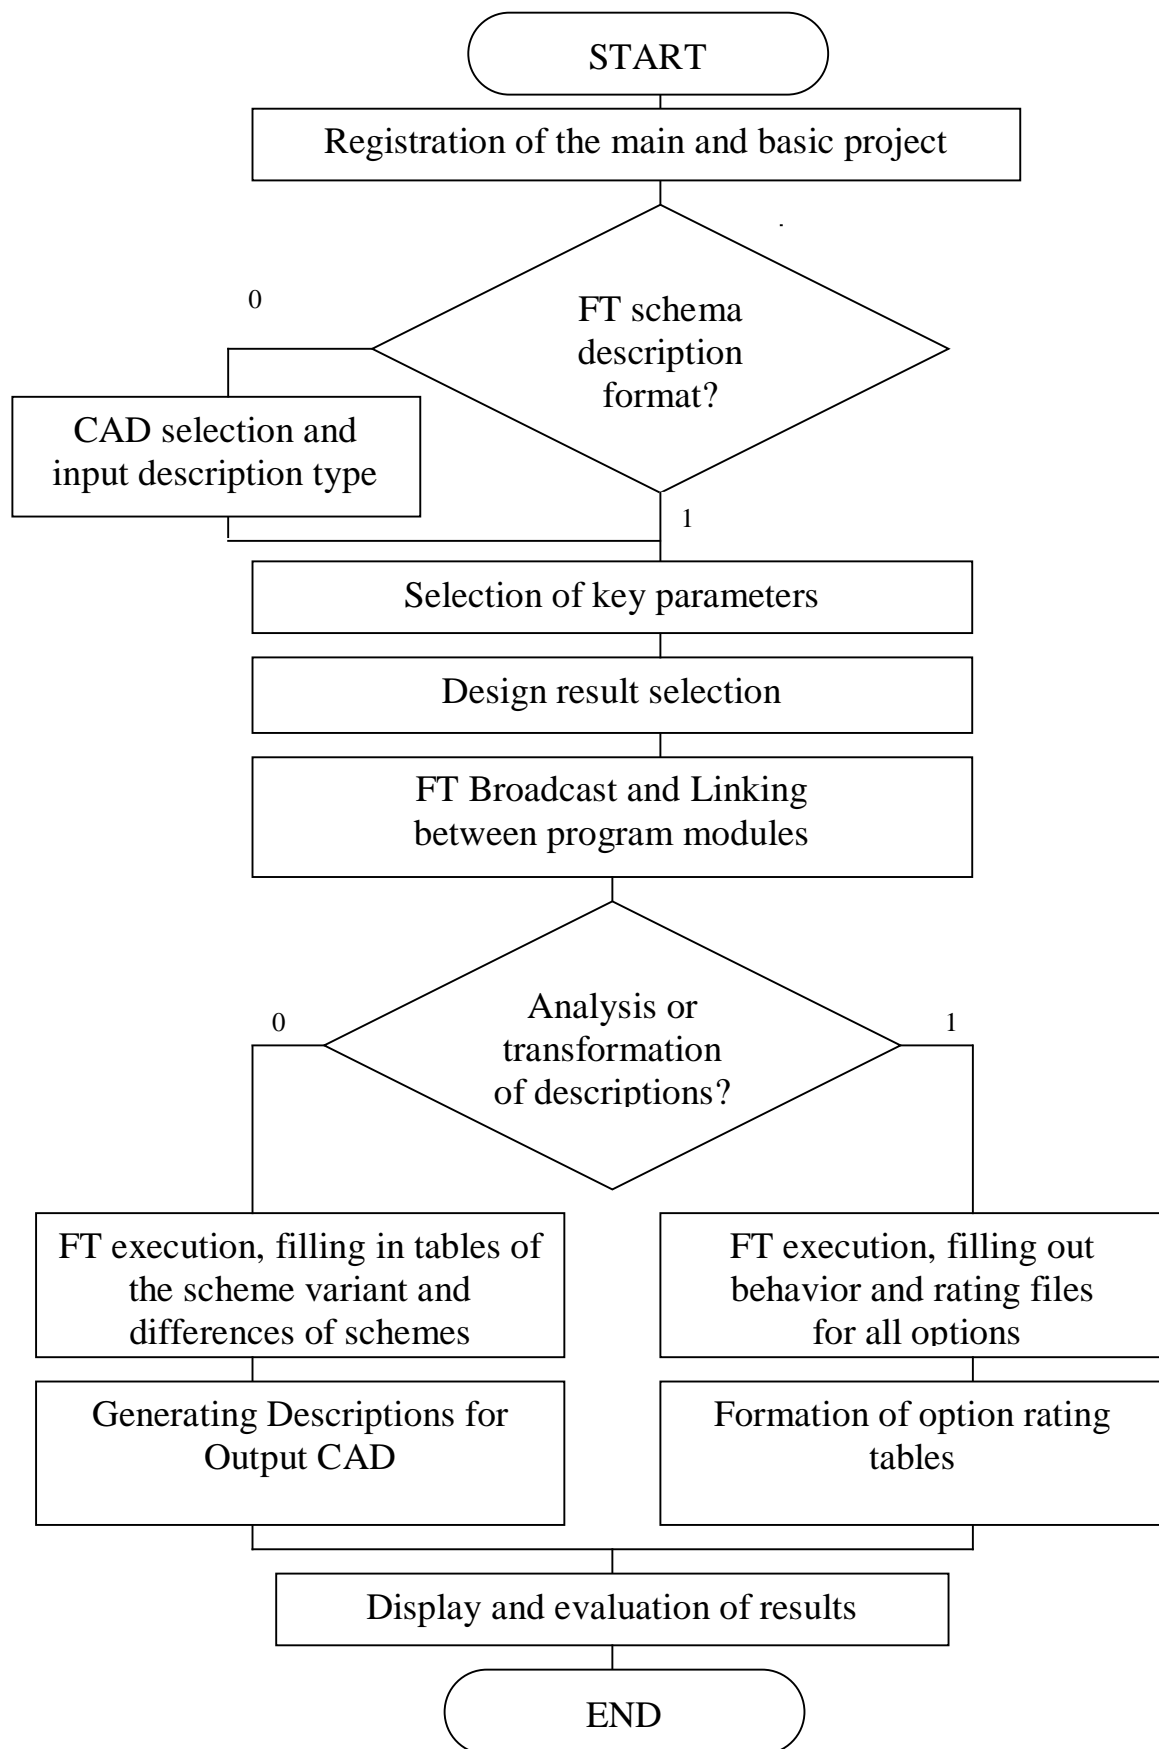 START
Registration of the main and basic project
0
FT schema
description
format?
CAD selection and
input description type
1
Selection of key parameters
Design result selection
FT Broadcast and Linking
between program modules
0
Analysis or
transformation
of descriptions?
1
FT execution, filling in tables of
the scheme variant and
differences of schemes
FT execution, filling out
behavior and rating files
for all options
Generating Descriptions for
Output CAD
Formation of option rating
tables
Display and evaluation of results
END